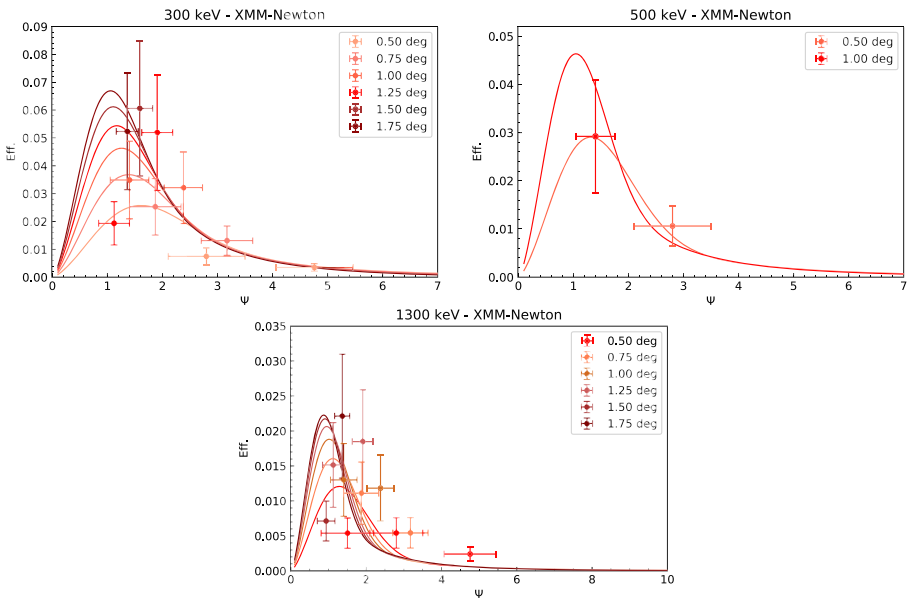 300 keV - XMM-Newton
0.09
0.08
0.07
0.06
0.05
0.04
0.03
0.02
0.01
0.00
Eff.
0 1 2 3 4 5 6 7
Ψ
0.50 deg
0.75 deg
1.00 deg
1.25 deg
1.50 deg
1.75 deg
500 keV - XMM-Newton
0.05
0.04
0.03
0.02
0.01
0.00
Eff.
0 1 2 3 4 5 6 7
Ψ
0.50 deg
1.00 deg
1300 keV - XMM-Newton
0.035
0.030
0.025
0.020
0.015
0.010
0.005
0.000
Eff.
0 2 4 6 8 10
Ψ
0.50 deg
0.75 deg
1.00 deg
1.25 deg
1.50 deg
1.75 deg